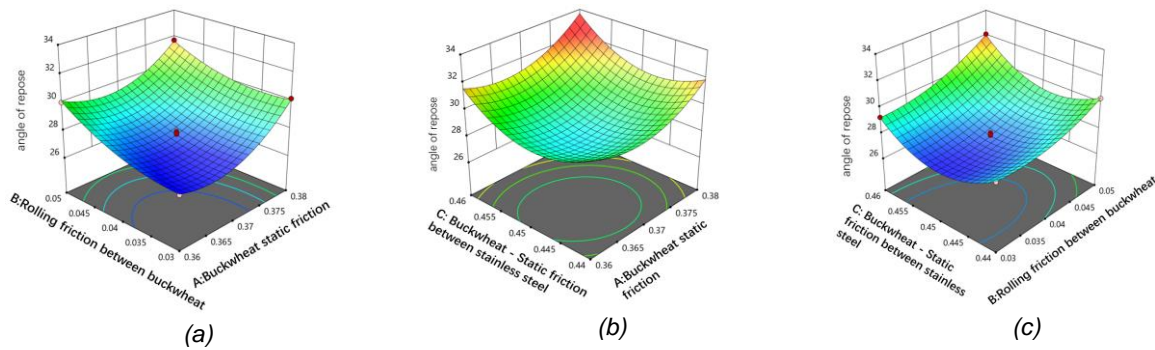 34
32
30
28
26
angle of repose
0.05
0.045
0.04
0.035
0.03
0.36
0.365
0.37
0.375
0.38
B:Rolling friction between buckwheat
A:Buckwheat static friction
(a)
34
32
30
28
26
angle of repose
0.46
0.455
0.45
0.445
0.44
0.36
0.365
0.37
0.375
0.38
C: Buckwheat - Static friction
between stainless steel
A:Buckwheat static
friction
(b)
34
32
30
28
26
angle of repose
0.46
0.455
0.45
0.445
0.44
0.03
0.035
0.04
0.045
0.05
C: Buckwheat - Static
friction between stainless
steel
B:Rolling friction between buckwheat
(c)